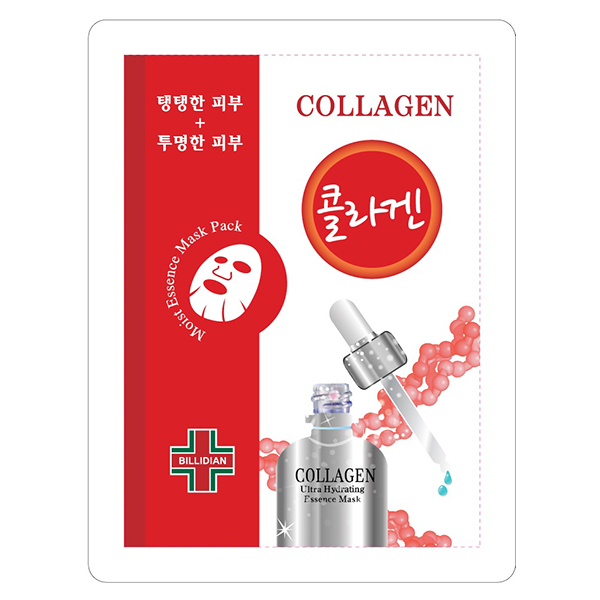 탱탱한 피부
+
투명한 피부
COLLAGEN
콜라겐
Moist Essence Mask Pack
BILLIDIAN
COLLAGEN
Ultra Hydrating
Essence Mask